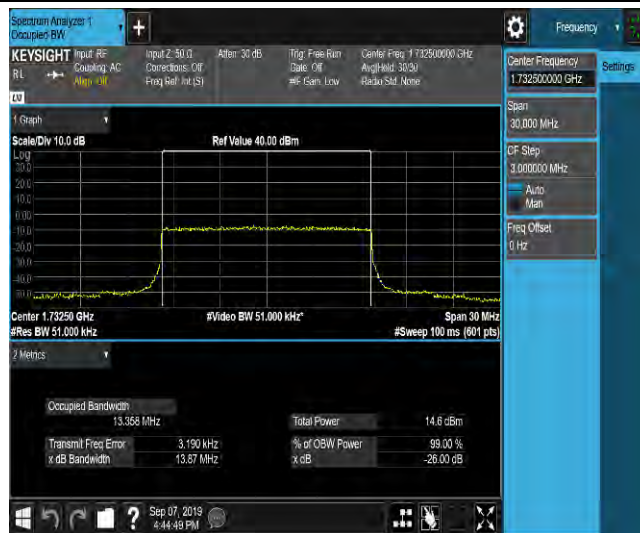 Spectrum Analyzer 1
Occupied BW
Frequency
KEYSIGHT
RL
Input: RF
Coupling: AC
Align: Off
Input Z: 50 Ω
Corrections: Off
Freq Ref: Int (S)
Atten: 30 dB
Trig: Free Run
Gate: Off
#IF Gain: Low
Center Freq: 1.732500000 GHz
Avg|Hold: 30/30
Radio Std: None
Center Frequency
1.732500000 GHz
Settings
Span
30.000 MHz
CF Step
3.000000 MHz
Auto
Man
Freq Offset
0 Hz
1 Graph
Scale/Div 10.0 dB
Ref Value 40.00 dBm
Log
30.0
20.0
10.0
0.00
-10.0
-20.0
-30.0
-40.0
-50.0
Center 1.73250 GHz
#Video BW 51.000 kHz*
Span 30 MHz
#Res BW 51.000 kHz
#Sweep 100 ms (601 pts)
2 Metrics
Occupied Bandwidth
13.358 MHz
Total Power 14.6 dBm
Transmit Freq Error 3.190 kHz
% of OBW Power 99.00 %
x dB Bandwidth 13.87 MHz
x dB -26.00 dB
Sep 07, 2019
4:44:49 PM